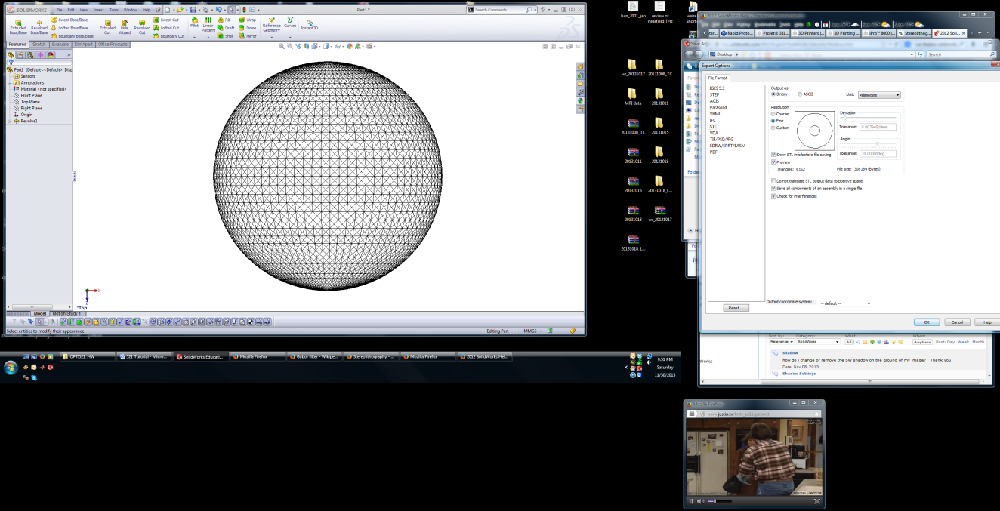 SOLIDWORKS File Edit View Insert Tools Window Help
Part1 *
Search Commands
Extruded Boss/Base
Revolved Boss/Base
Swept Boss/Base
Lofted Boss/Base
Boundary Boss/Base
Extruded Cut
Hole Wizard
Revolved Cut
Swept Cut
Lofted Cut
Boundary Cut
Fillet
Linear Pattern
Rib
Draft
Shell
Wrap
Dome
Mirror
Reference Geometry
Curves
Instant3D
Features Sketch Evaluate DimXpert Office Products
Part1 (Default<<Default>_Disp
Sensors
Annotations
Material <not specified>
Front Plane
Top Plane
Right Plane
Origin
Revolve1
X
*Top
Model Motion Study 1
Select entities to modify their appearance
Editing Part MMGS
OPTI521_HW
521 Tutorial - Micro...
SolidWorks Educati...
Mozilla Firefox
Gabor filter - Wikipe...
Stereolithography - ...
Mozilla Firefox
2012 SolidWorks Hel...
9:51 PM
Saturday
11/30/2013
han_2001_jap
review of nearfield THz
weire
Short
wr_20131017
20131008_TC
MRI data
20131011
20131008_TC
20131015
20131011
20131018
20131015
20131018_L...
20131018
wr_20131017
20131018_L...
Rapid Proto...
ProJet® 351...
3D Printers |...
3D Printing ...
iPro™ 8000 |...
Stereolithog...
2012 Soli...
Save As
Desktop
Search
Export Options
File Format
IGES 5.3
STEP
ACIS
Parasolid
VRML
IFC
STL
VDA
TIF/PSD/JPG
EDRW/EPRT/EASM
PDF
Reset...
Output as
Binary
ASCII
Unit:
Millimeters
Resolution
Coarse
Fine
Custom
Deviation
Tolerance: 0.00794519mm
Angle
Tolerance: 10.00000deg
Show STL info before file saving
Preview
Triangles: 6162
File size: 308184 (Bytes)
Do not translate STL output data to positive space
Save all components of an assembly in a single file
Check for interferences
Output coordinate system: -- default --
OK
Cancel
Help
Sort by: Category: What: When:
Relevance SolidWorks All Anytime Past: Day Week Month
shadow
how do i change or remove the SW shadow on the ground of my image? Thank you
Date: Nov 08, 2013
Shadow Settings
Works
Mozilla Firefox